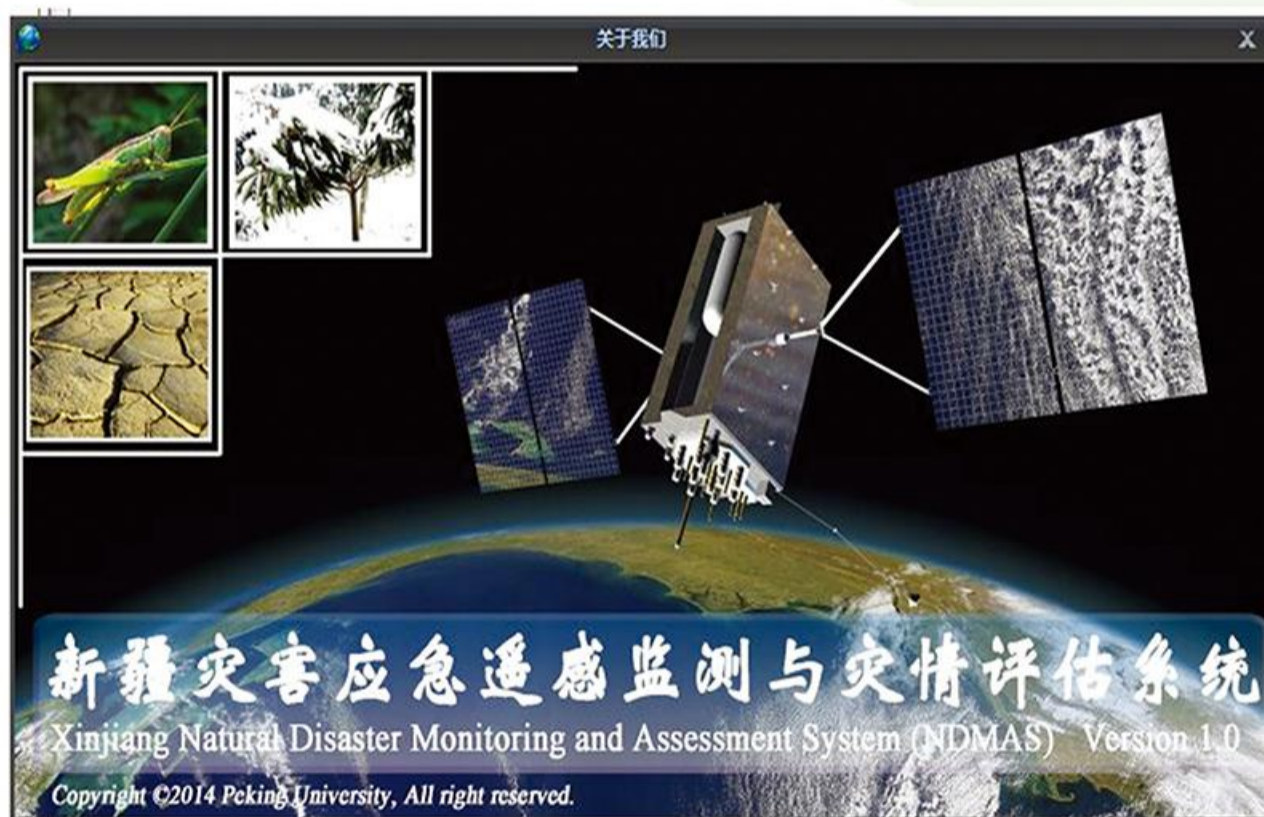 关于我们
X
新疆灾害应急遥感监测与灾情评估系统
Xinjiang Natural Disaster Monitoring and Assessment System (NDMAS) Version 1.0
Copyright ©2014 Peking University, All right reserved.